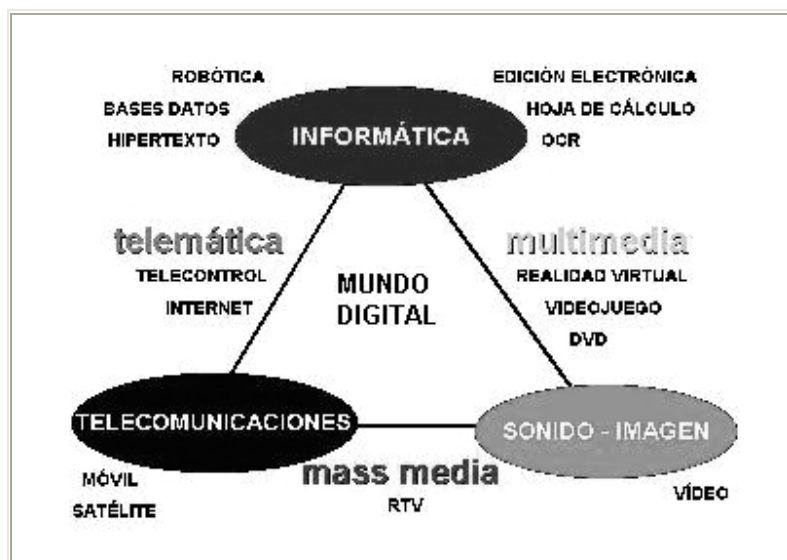 ROBÓTICA
EDICIÓN ELECTRÓNICA
BASES DATOS
HOJA DE CÁLCULO
INFORMÁTICA
HIPERTEXTO
OCR
telemática
multimedia
TELECONTROL
REALIDAD VIRTUAL
MUNDO
INTERNET
VIDEOJUEGO
DIGITAL
DVD
TELECOMUNICACIONES
SONIDO - IMAGEN
mass media
MÓVIL
RTV
VÍDEO
SATÉLITE